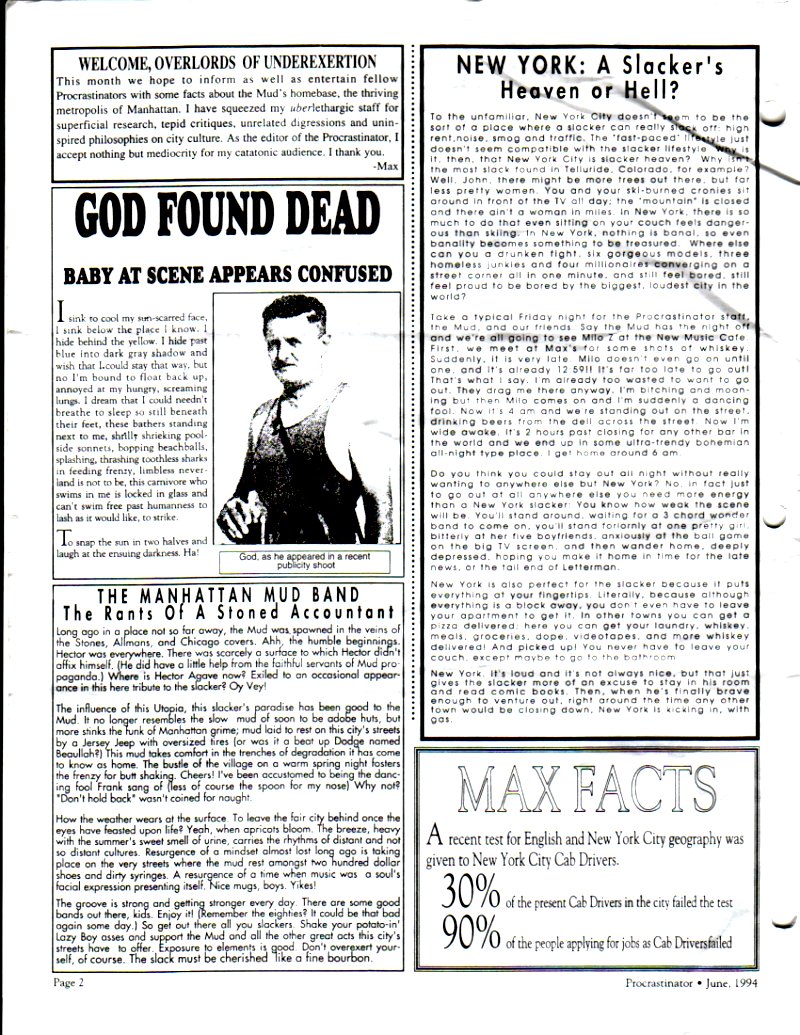 WELCOME, OVERLORDS OF UNDEREXERTION
This month we hope to inform as well as entertain fellow
Procrastinators with some facts about the Mud's homebase, the thriving
metropolis of Manhattan. I have squeezed my uberlethargic staff for
superficial research, tepid critiques, unrelated digressions and unin-
spired philosophies on city culture. As the editor of the Procrastinator, I
accept nothing but mediocrity for my catatonic audience. I thank you.
-Max
GOD FOUND DEAD
BABY AT SCENE APPEARS CONFUSED
I sink to cool my sun-scarred face,
I sink below the place I know. I
hide behind the yellow. I hide past
blue into dark gray shadow and
wish that I could stay that way, but
no I'm bound to float back up,
annoyed at my hungry, screaming
lungs. I dream that I could needn't
breathe to sleep so still beneath
their feet, these bathers standing
next to me, shrilly shrieking pool-
side sonnets, bopping beachballs,
splashing, thrashing toothless sharks
in feeding frenzy, limbless never-
land is not to be, this carnivore who
swims in me is locked in glass and
can't swim free past humanness to
lash as it would like, to strike.
To snap the sun in two halves and
laugh at the ensuing darkness. Ha!
God, as he appeared in a recent
publicity shoot
THE MANHATTAN MUD BAND
The Rants Of A Stoned Accountant
Long ago in a place not so far away, the Mud was spawned in the veins of
the Stones, Allmans, and Chicago covers. Ahh, the humble beginnings.
Hector was everywhere. There was scarcely a surface to which Hector didn't
affix himself. (He did have a little help from the faithful servants of Mud pro-
paganda.) Where is Hector Agave now? Exiled to an occasional appear-
ance in this here tribute to the slacker? Oy Vey!
The influence of this Utopia, this slacker's paradise has been good to the
Mud. It no longer resembles the slow mud of soon to be adobe huts, but
more stinks the funk of Manhattan grime; mud laid to rest on this city's streets
by a Jersey Jeep with oversized tires (or was it a beat up Dodge named
Beaullah?) This mud takes comfort in the trenches of degradation it has come
to know as home. The bustle of the village on a warm spring night fosters
the frenzy for butt shaking. Cheers! I've been accustomed to being the danc-
ing fool Frank sang of (less of course the spoon for my nose) Why not?
"Don't hold back" wasn't coined for naught.
How the weather wears at the surface. To leave the fair city behind once the
eyes have feasted upon life? Yeah, when apricots bloom. The breeze, heavy
with the summer's sweet smell of urine, carries the rhythms of distant and not
so distant cultures. Resurgence of a mindset almost lost long ago is taking
place on the very streets where the mud rest amongst two hundred dollar
shoes and dirty syringes. A resurgence of a time when music was a soul's
facial expression presenting itself. Nice mugs, boys. Yikes!
The groove is strong and getting stronger every day. There are some good
bands out there, kids. Enjoy it! (Remember the eighties? It could be that bad
again some day.) So get out there all you slackers. Shake your potato-in'
Lazy Boy asses and support the Mud and all the other great acts this city's
streets have to offer. Exposure to elements is good. Don't overexert your-
self, of course. The slack must be cherished like a fine bourbon.
NEW YORK: A Slacker's
Heaven or Hell?
To the unfamiliar, New York City doesn't seem to be the
sort of a place where a slacker can really slack off: high
rent, noise, smog and traffic. The "fast-paced" lifestyle just
doesn't seem compatible with the slacker lifestyle. Why is
it, then, that New York City is slacker heaven? Why isn't
the most slack found in Telluride, Colorado, for example?
Well, John, there might be more trees out there, but far
less pretty women. You and your ski-burned cronies sit
around in front of the TV all day; the "mountain" is closed
and there ain't a woman in miles. In New York, there is so
much to do that even sitting on your couch feels danger-
ous than skiing. In New York, nothing is banal, so even
banality becomes something to be treasured. Where else
can you a drunken fight, six gorgeous models, three
homeless junkies and four millionaires converging on a
street corner all in one minute, and still feel bored, still
feel proud to be bored by the biggest, loudest city in the
world?
Take a typical Friday night for the Procrastinator staff,
the Mud, and our friends. Say the Mud has the night off
and we're all going to see Milo Z at the New Music Cafe.
First, we meet at Max's for some shots of whiskey.
Suddenly, it is very late. Milo doesn't even go on until
one, and it's already 12:59!! It's far too late to go out!
That's what I say. I'm already too wasted to want to go
out. They drag me there anyway, I'm bitching and moan-
ing but then Milo comes on and I'm suddenly a dancing
fool. Now it's 4 am and we're standing out on the street,
drinking beers from the deli across the street. Now I'm
wide awake. It's 2 hours past closing for any other bar in
the world and we end up in some ultra-trendy bohemian
all-night type place. I get home around 6 am.
Do you think you could stay out all night without really
wanting to anywhere else but New York? No, in fact just
to go out at all anywhere else you need more energy
than a New York slacker. You know how weak the scene
will be. You'll stand around, waiting for a 3 chord wonder
band to come on, you'll stand forlornly at one pretty girl,
bitterly at her five boyfriends, anxiously at the ball game
on the big TV screen, and then wander home, deeply
depressed, hoping you make it home in time for the late
news, or the tail end of Letterman.
New York is also perfect for the slacker because it puts
everything at your fingertips. Literally, because although
everything is a block away, you don't even have to leave
your apartment to get it. In other towns you can get a
pizza delivered; here you can get your laundry, whiskey,
meals, groceries, dope, videotapes, and more whiskey
delivered! And picked up! You never have to leave your
couch, except maybe to go to the bathroom.
New York. It's loud and it's not always nice, but that just
gives the slacker more of an excuse to stay in his room
and read comic books. Then, when he's finally brave
enough to venture out, right around the time any other
town would be closing down, New York is kicking in, with
gas.
MAX FACTS
A recent test for English and New York City geography was
given to New York City Cab Drivers.
30% of the present Cab Drivers in the city failed the test
90% of the people applying for jobs as Cab Drivers failed
Page 2
Procrastinator • June, 1994